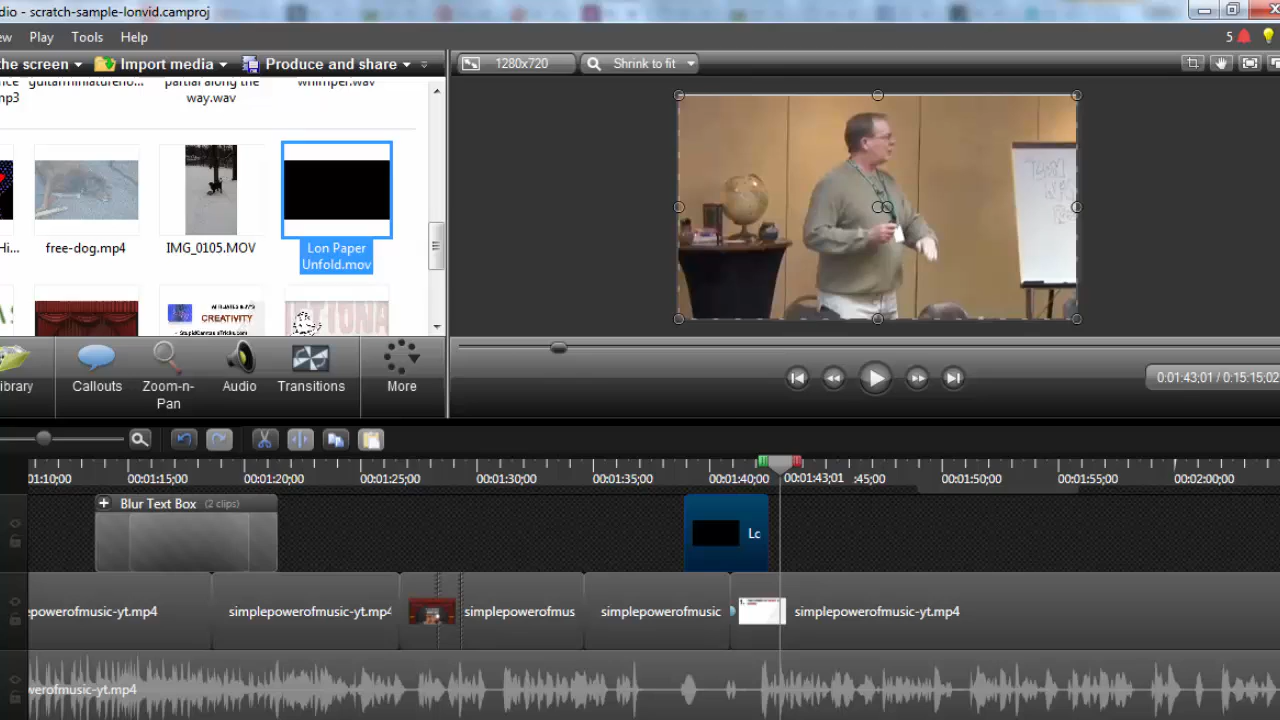 dio - scratch-sample-lonvid.camproj
ew Play Tools Help 5
the screen Import media Produce and share 1280x720 Shrink to fit
guitarminiatureno... partial along the whimper.wav
mp3 way.wav
Hi... free-dog.mp4 IMG_0105.MOV Lon Paper
Unfold.mov
CREATIVITY
ibrary Callouts Zoom-n-
Pan Audio Transitions More
0:01:43;01 / 0:15:15;02
01:10;00 00:01:15;00 00:01:20;00 00:01:25;00 00:01:30;00 00:01:35;00 00:01:40;00 00:01:43;01 :45;00 00:01:50;00 00:01:55;00 00:02:00;00
+ Blur Text Box (2 clips)
Lc
epowerofmusic-yt.mp4 simplepowerofmusic-yt.mp4 simplepowerofmus simplepowerofmusic simplepowerofmusic-yt.mp4
werofmusic-yt.mp4